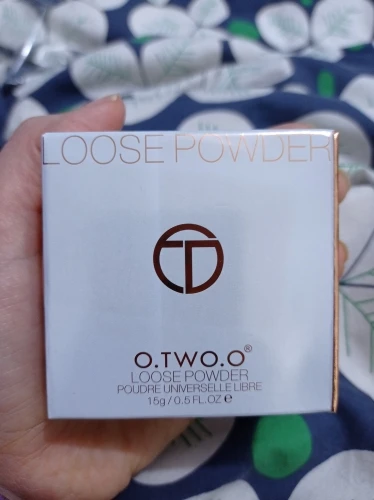 LOOSE POWDER
O.TWO.O®
LOOSE POWDER
POUDRE UNIVERSELLE LIBRE
15g/0.5 FL.OZ ℮